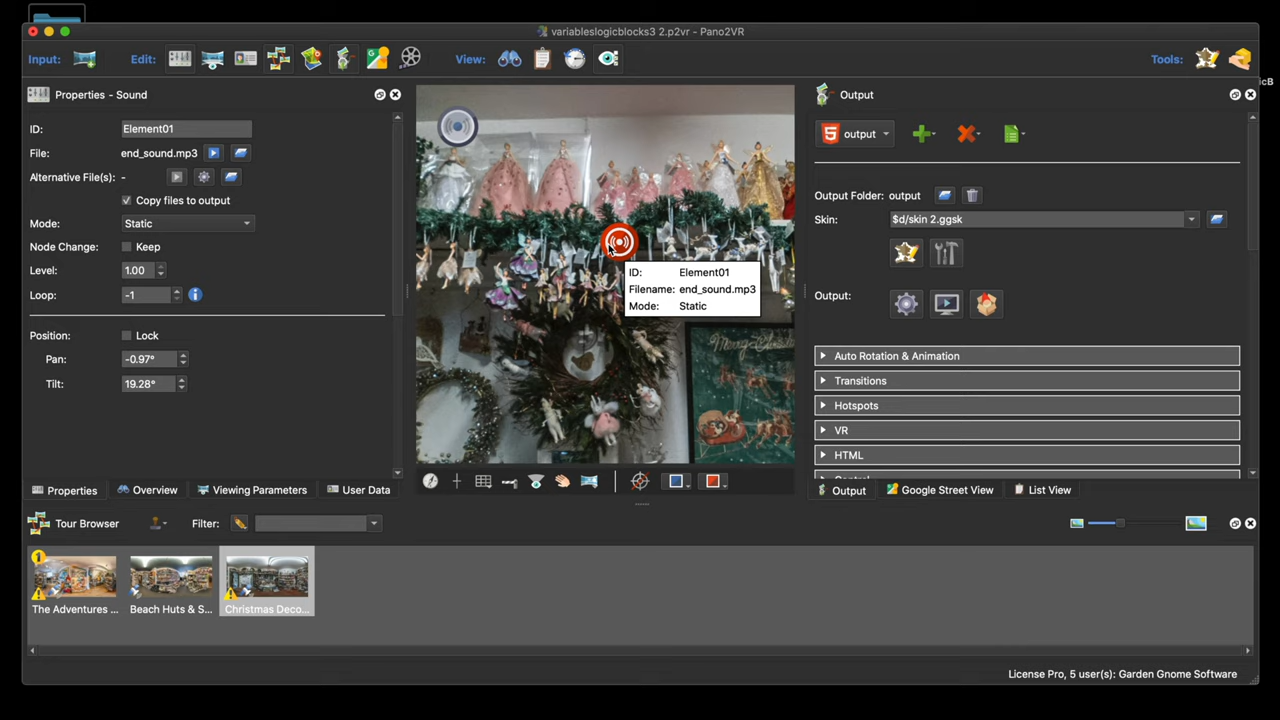 variableslogicblocks3 2.p2vr - Pano2VR
Input: Edit: View: Tools:
Properties - Sound
ID: Element01
File: end_sound.mp3
Alternative File(s): -
Copy files to output
Mode: Static
Node Change: Keep
Level: 1.00
Loop: -1
Position: Lock
Pan: -0.97°
Tilt: 19.28°
Properties Overview Viewing Parameters User Data
ID: Element01
Filename: end_sound.mp3
Mode: Static
Output
output
Output Folder: output
Skin: $d/skin 2.ggsk
Output:
Auto Rotation & Animation
Transitions
Hotspots
VR
HTML
Output Google Street View List View
Tour Browser Filter:
1
The Adventures ... Beach Huts & S... Christmas Deco...
License Pro, 5 user(s): Garden Gnome Software